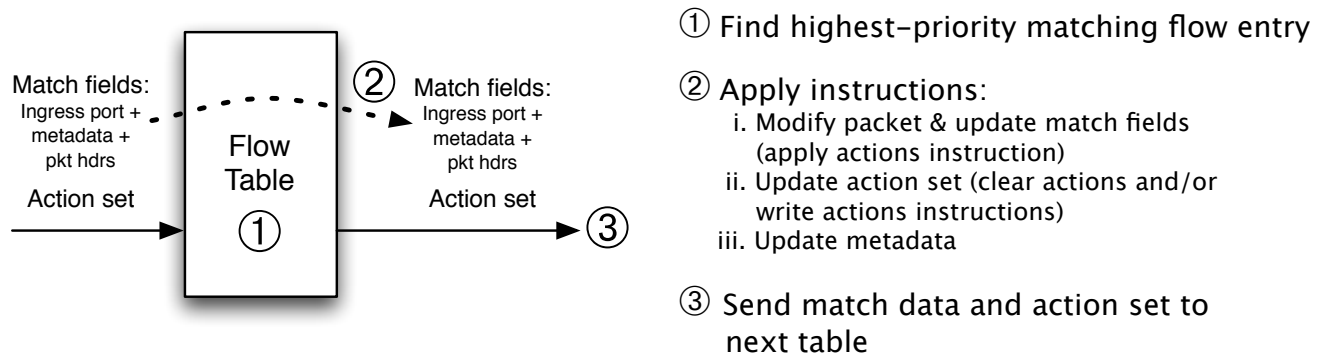 Match fields:
Ingress port +
metadata +
pkt hdrs
Action set
Flow
Table
①
②
Match fields:
Ingress port +
metadata +
pkt hdrs
Action set
③
① Find highest–priority matching flow entry
② Apply instructions:
i. Modify packet & update match fields
(apply actions instruction)
ii. Update action set (clear actions and/or
write actions instructions)
iii. Update metadata
③ Send match data and action set to
next table